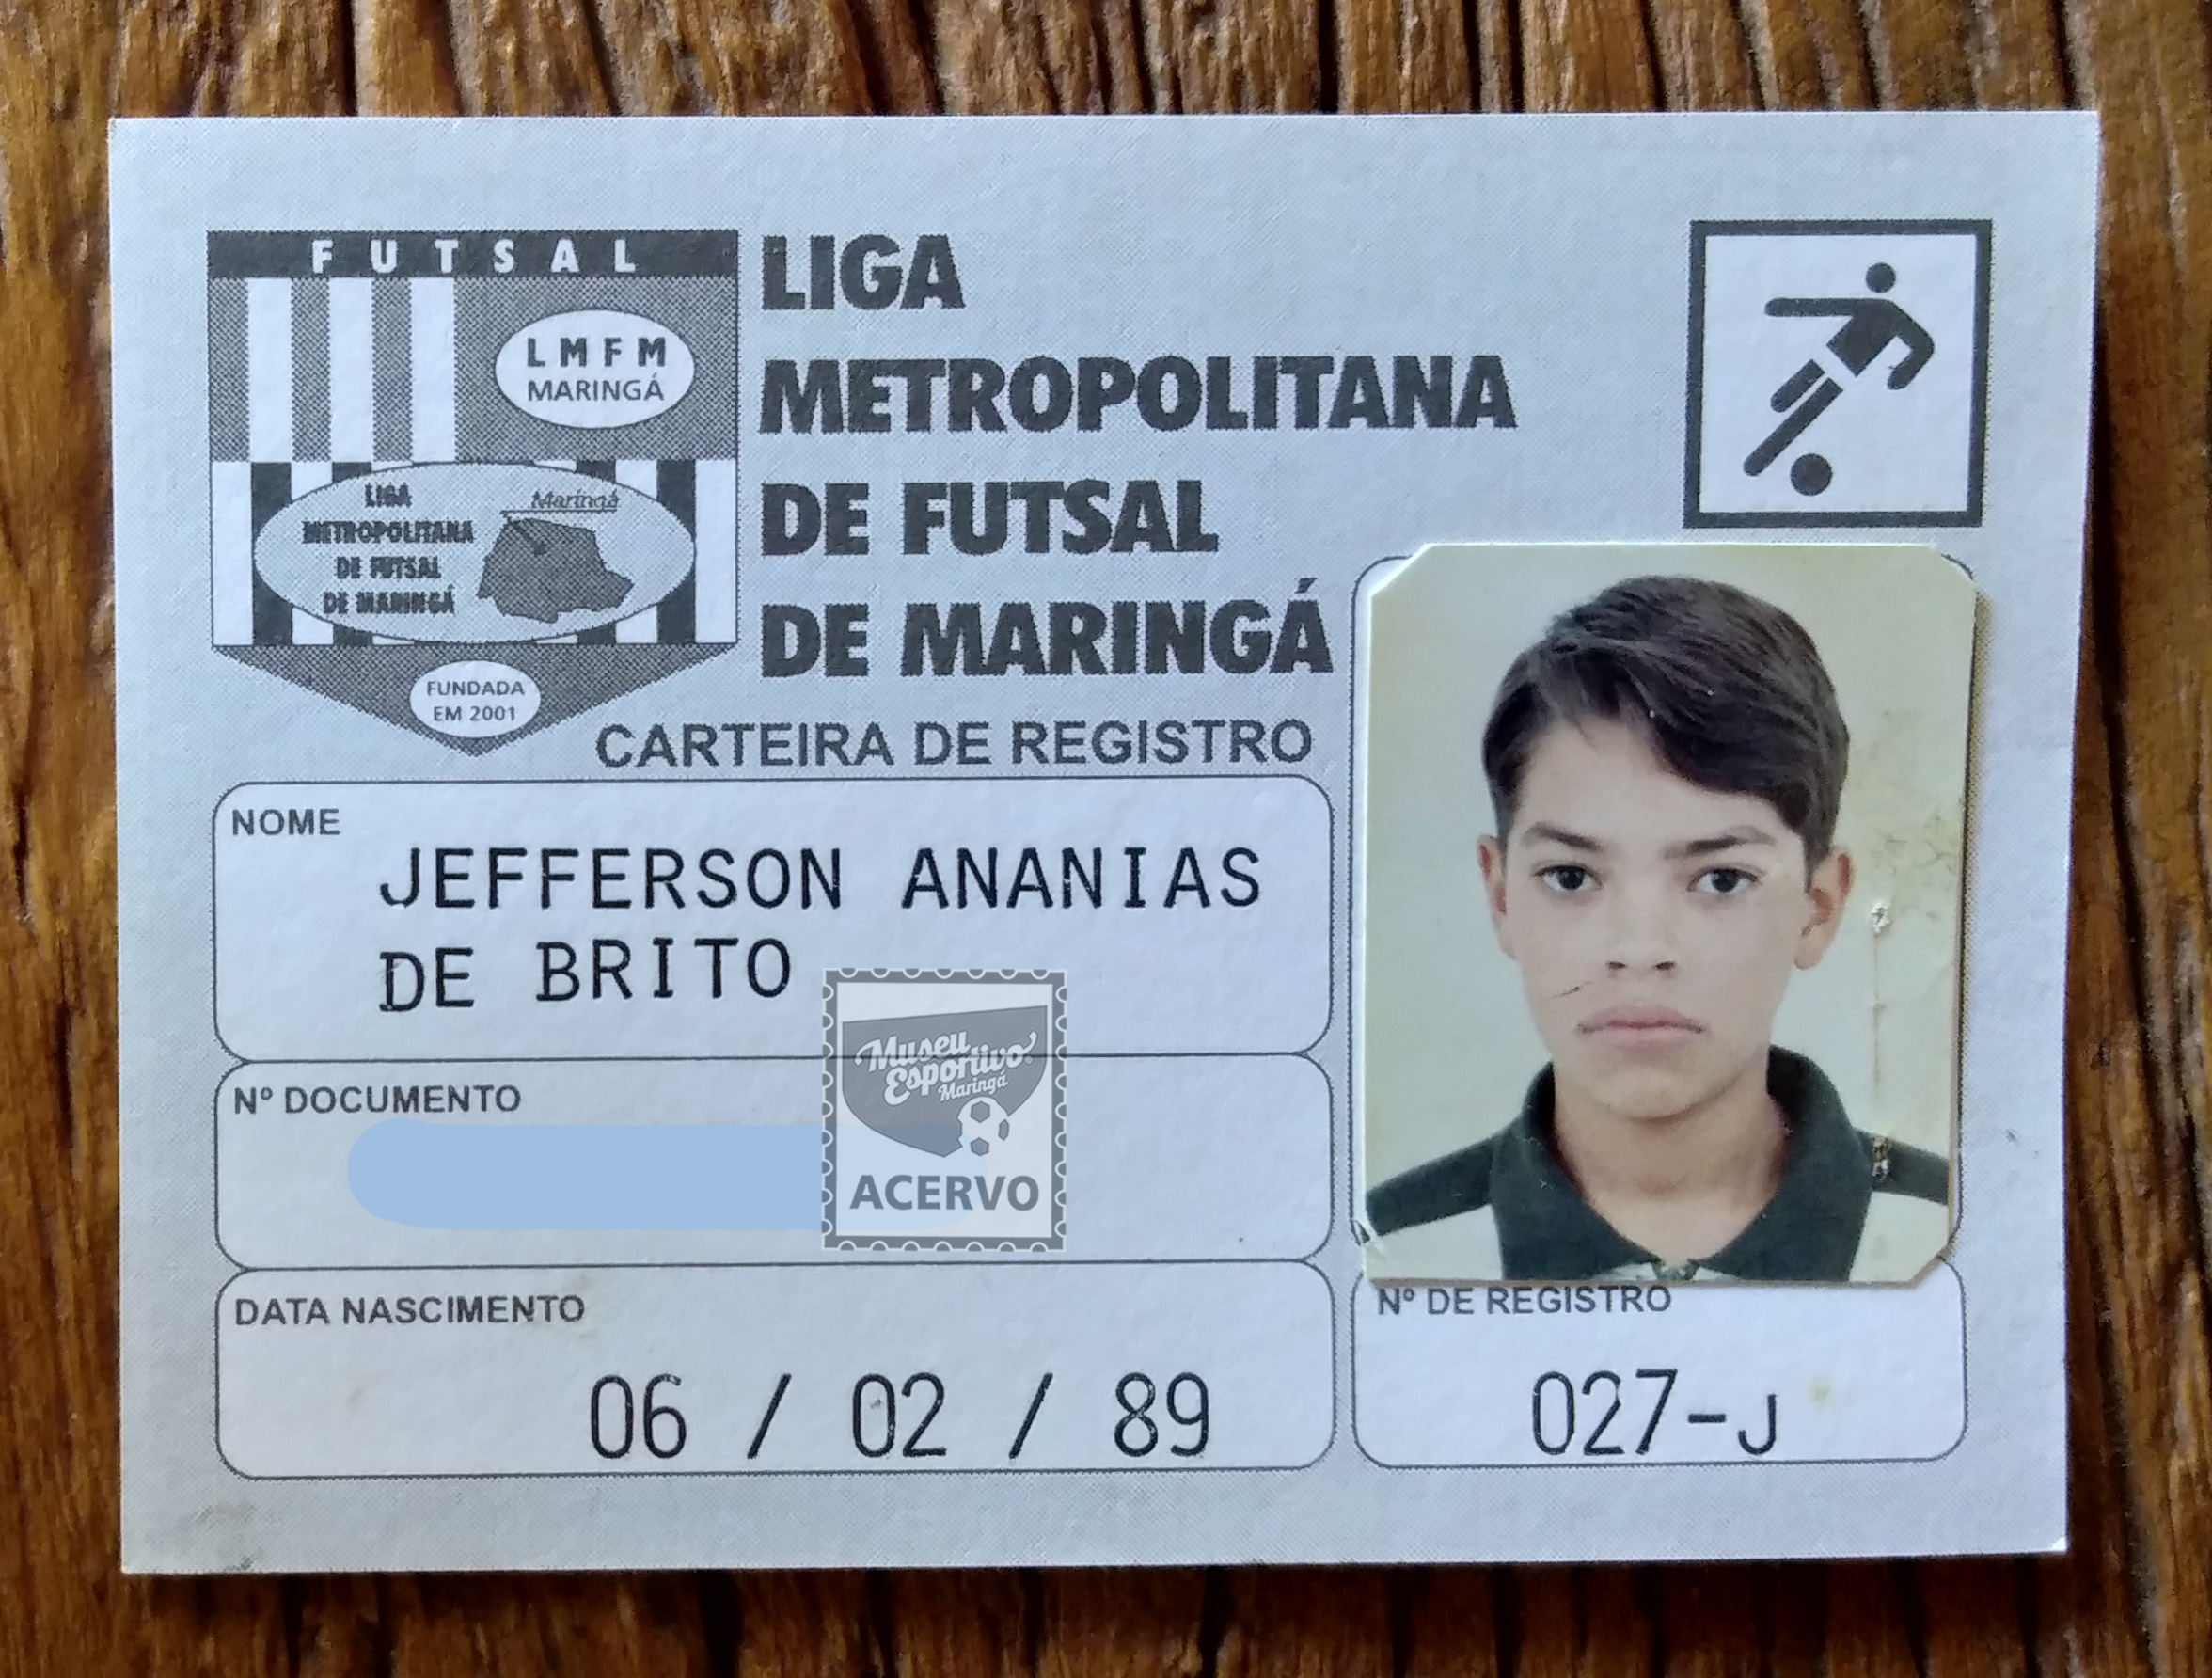 FUTSAL
LMFM
MARINGÁ
LIGA
METROPOLITANA
DE FUTSAL
DE MARINGÁ
Maringá
FUNDADA
EM 2001
LIGA
METROPOLITANA
DE FUTSAL
DE MARINGÁ
CARTEIRA DE REGISTRO
NOME
JEFFERSON ANANIAS
DE BRITO
Nº DOCUMENTO
Museu
Esportivo
Maringá
ACERVO
DATA NASCIMENTO
06 / 02 / 89
Nº DE REGISTRO
027-J